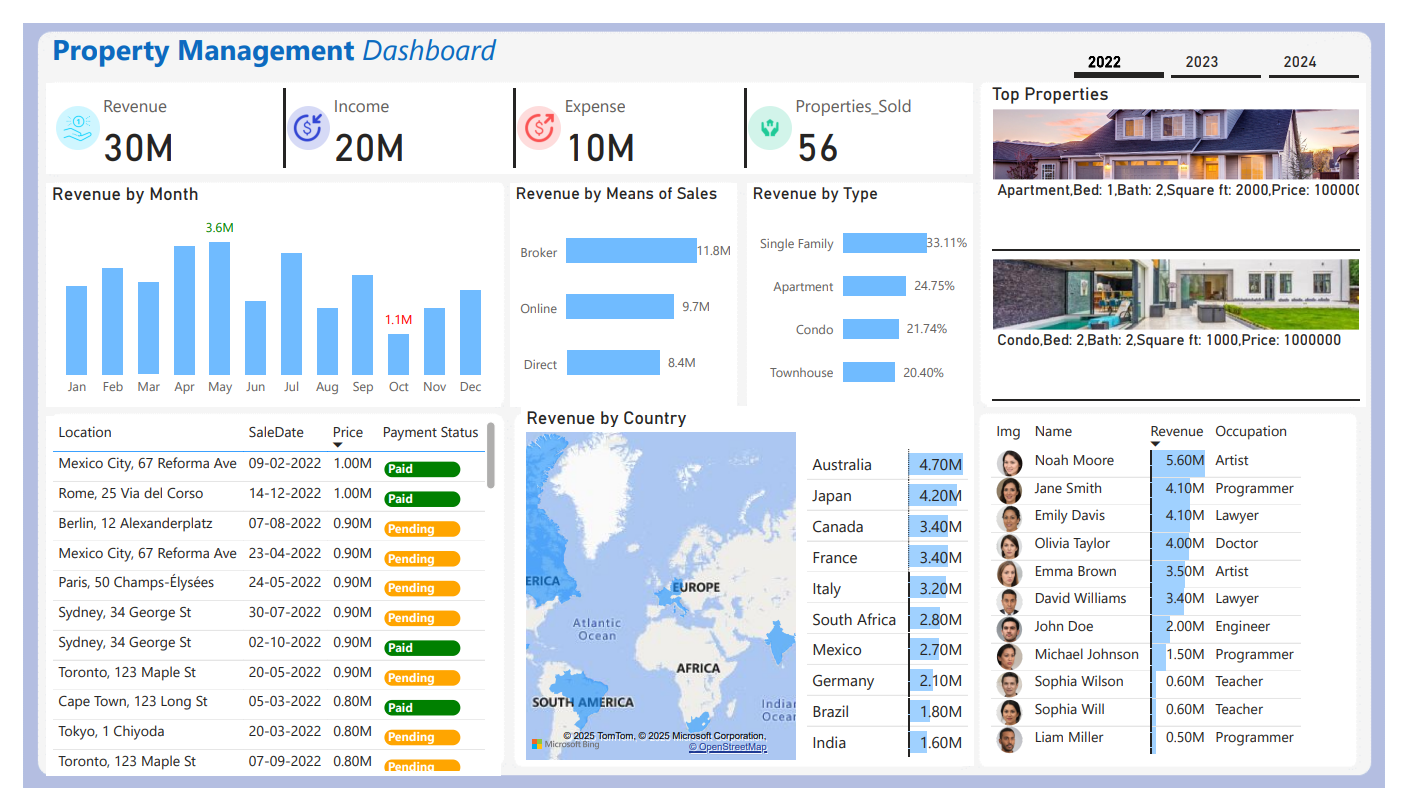 Property Management Dashboard
2022 2023 2024
Revenue
30M
Income
20M
Expense
10M
Properties_Sold
56
Top Properties
Apartment,Bed: 1,Bath: 2,Square ft: 2000,Price: 100000
Condo,Bed: 2,Bath: 2,Square ft: 1000,Price: 1000000
Revenue by Month
3.6M
1.1M
Jan Feb Mar Apr May Jun Jul Aug Sep Oct Nov Dec
Revenue by Means of Sales
Broker 11.8M
Online 9.7M
Direct 8.4M
Revenue by Type
Single Family 33.11%
Apartment 24.75%
Condo 21.74%
Townhouse 20.40%
Location SaleDate Price Payment Status
Mexico City, 67 Reforma Ave 09-02-2022 1.00M Paid
Rome, 25 Via del Corso 14-12-2022 1.00M Paid
Berlin, 12 Alexanderplatz 07-08-2022 0.90M Pending
Mexico City, 67 Reforma Ave 23-04-2022 0.90M Pending
Paris, 50 Champs-Élysées 24-05-2022 0.90M Pending
Sydney, 34 George St 30-07-2022 0.90M Pending
Sydney, 34 George St 02-10-2022 0.90M Paid
Toronto, 123 Maple St 20-05-2022 0.90M Pending
Cape Town, 123 Long St 05-03-2022 0.80M Paid
Tokyo, 1 Chiyoda 20-03-2022 0.80M Pending
Toronto, 123 Maple St 07-09-2022 0.80M Pending
Revenue by Country
ERICA
EUROPE
Atlantic
Ocean
AFRICA
SOUTH AMERICA
Indian
Ocean
© 2025 TomTom, © 2025 Microsoft Corporation,
Microsoft Bing
© OpenStreetMap
Australia 4.70M
Japan 4.20M
Canada 3.40M
France 3.40M
Italy 3.20M
South Africa 2.80M
Mexico 2.70M
Germany 2.10M
Brazil 1.80M
India 1.60M
Img Name Revenue Occupation
Noah Moore 5.60M Artist
Jane Smith 4.10M Programmer
Emily Davis 4.10M Lawyer
Olivia Taylor 4.00M Doctor
Emma Brown 3.50M Artist
David Williams 3.40M Lawyer
John Doe 2.00M Engineer
Michael Johnson 1.50M Programmer
Sophia Wilson 0.60M Teacher
Sophia Will 0.60M Teacher
Liam Miller 0.50M Programmer